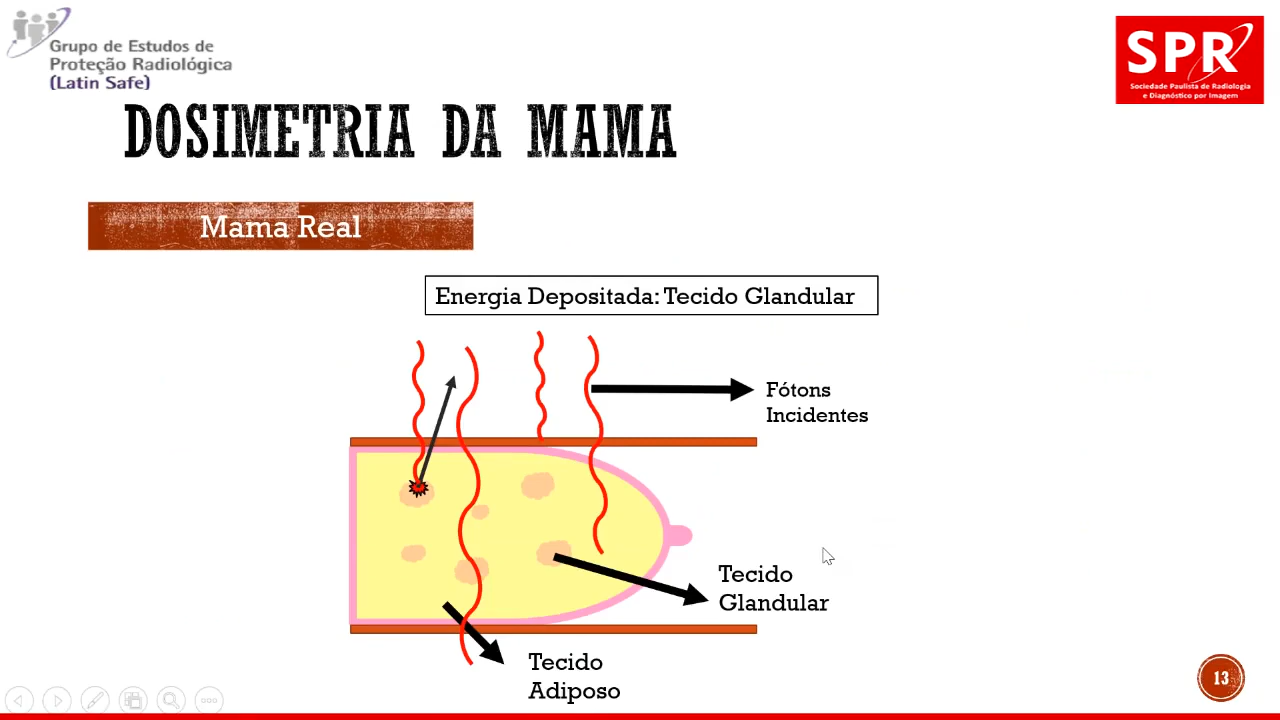 Grupo de Estudos de
Proteção Radiológica
(Latin Safe)
SPR
Sociedade Paulista de Radiologia
e Diagnóstico por Imagem
DOSIMETRIA DA MAMA
Mama Real
Energia Depositada: Tecido Glandular
Fótons
Incidentes
Tecido
Glandular
Tecido
Adiposo
13